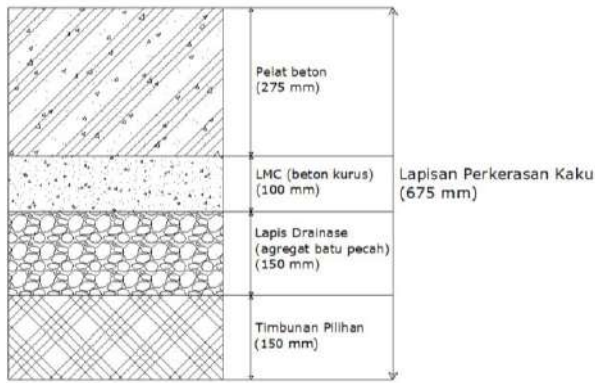 Pelat beton
(275 mm)
LMC (beton kurus)
(100 mm)
Lapisan Perkerasan Kaku
(675 mm)
Lapis Drainase
(agregat batu pecah)
(150 mm)
Timbunan Pilihan
(150 mm)